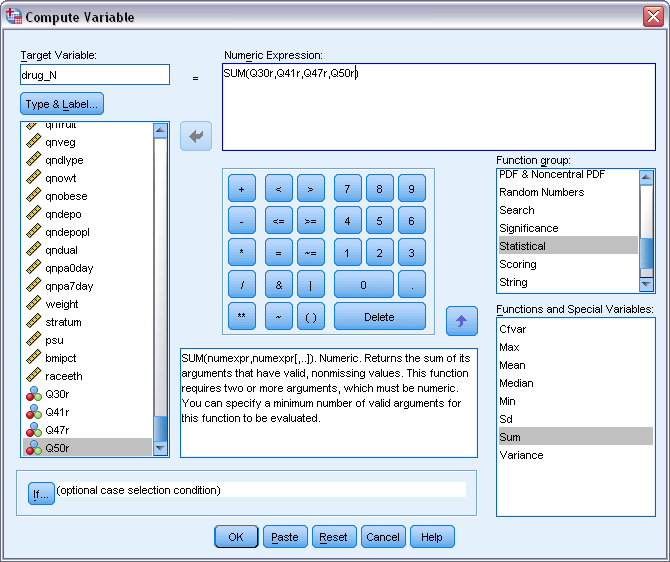 Compute Variable
Target Variable:
drug_N
=
Numeric Expression:
SUM(Q30r,Q41r,Q47r,Q50r)
Type & Label...
qnfruit
qnveg
qndlype
qnowt
qnobese
qndepo
qndepopl
qndual
qnpa0day
qnpa7day
weight
stratum
psu
bmipct
raceeth
Q30r
Q41r
Q47r
Q50r
+ < > 7 8 9
- <= >= 4 5 6
* = ~= 1 2 3
/ & | 0 .
** ~ ( ) Delete
Function group:
PDF & Noncentral PDF
Random Numbers
Search
Significance
Statistical
Scoring
String
Functions and Special Variables:
Cfvar
Max
Mean
Median
Min
Sd
Sum
Variance
SUM(numexpr,numexpr[,..]). Numeric. Returns the sum of its
arguments that have valid, nonmissing values. This function
requires two or more arguments, which must be numeric.
You can specify a minimum number of valid arguments for
this function to be evaluated.
If... (optional case selection condition)
OK Paste Reset Cancel Help